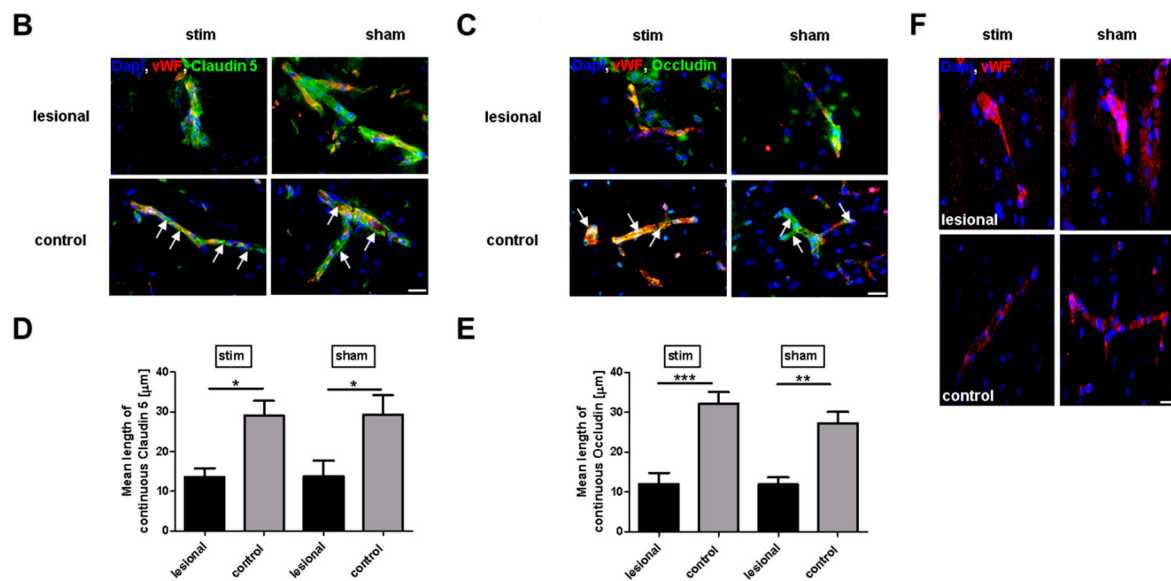 B
stim
sham
Dapi, vWF, Claudin 5
lesional
control
C
stim
sham
Dapi, vWF, Occludin
lesional
control
F
stim
sham
Dapi, vWF
lesional
control
D
stim
sham
*
*
Mean length of
continuous Claudin 5 [µm]
40
30
20
10
0
lesional
control
lesional
control
E
stim
sham
***
**
Mean length of
continuous Occludin [µm]
40
30
20
10
0
lesional
control
lesional
control